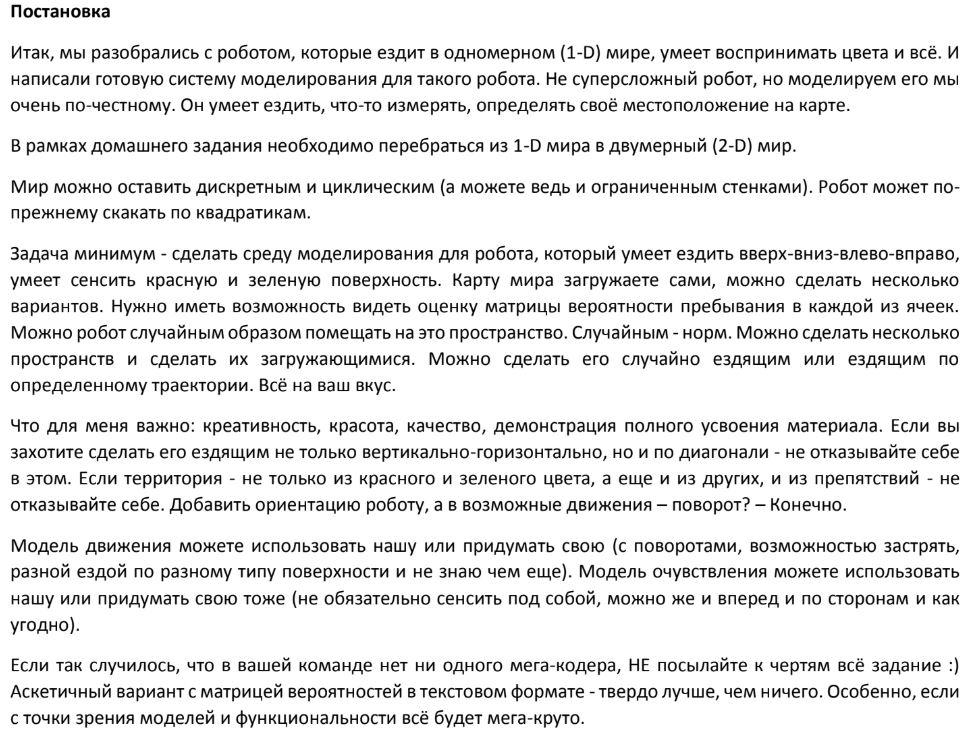 Постановка
Итак, мы разобрались с роботом, которые ездит в одномерном (1-D) мире, умеет воспринимать цвета и всё. И
написали готовую систему моделирования для такого робота. Не суперсложный робот, но моделируем его мы
очень по-честному. Он умеет ездить, что-то измерять, определять своё местоположение на карте.
В рамках домашнего задания необходимо перебраться из 1-D мира в двумерный (2-D) мир.
Мир можно оставить дискретным и циклическим (а можете ведь и ограниченным стенками). Робот может по-
прежнему скакать по квадратикам.
Задача минимум - сделать среду моделирования для робота, который умеет ездить вверх-вниз-влево-вправо,
умеет сенсить красную и зеленую поверхность. Карту мира загружаете сами, можно сделать несколько
вариантов. Нужно иметь возможность видеть оценку матрицы вероятности пребывания в каждой из ячеек.
Можно робот случайным образом помещать на это пространство. Случайным - норм. Можно сделать несколько
пространств и сделать их загружающимися. Можно сделать его случайно ездящим или ездящим по
определенному траектории. Всё на ваш вкус.
Что для меня важно: креативность, красота, качество, демонстрация полного усвоения материала. Если вы
захотите сделать его ездящим не только вертикально-горизонтально, но и по диагонали - не отказывайте себе
в этом. Если территория - не только из красного и зеленого цвета, а еще и из других, и из препятствий - не
отказывайте себе. Добавить ориентацию роботу, а в возможные движения – поворот? – Конечно.
Модель движения можете использовать нашу или придумать свою (с поворотами, возможностью застрять,
разной ездой по разному типу поверхности и не знаю чем еще). Модель очувствления можете использовать
нашу или придумать свою тоже (не обязательно сенсить под собой, можно же и вперед и по сторонам и как
угодно).
Если так случилось, что в вашей команде нет ни одного мега-кодера, НЕ посылайте к чертям всё задание :)
Аскетичный вариант с матрицей вероятностей в текстовом формате - твердо лучше, чем ничего. Особенно, если
с точки зрения моделей и функциональности всё будет мега-круто.